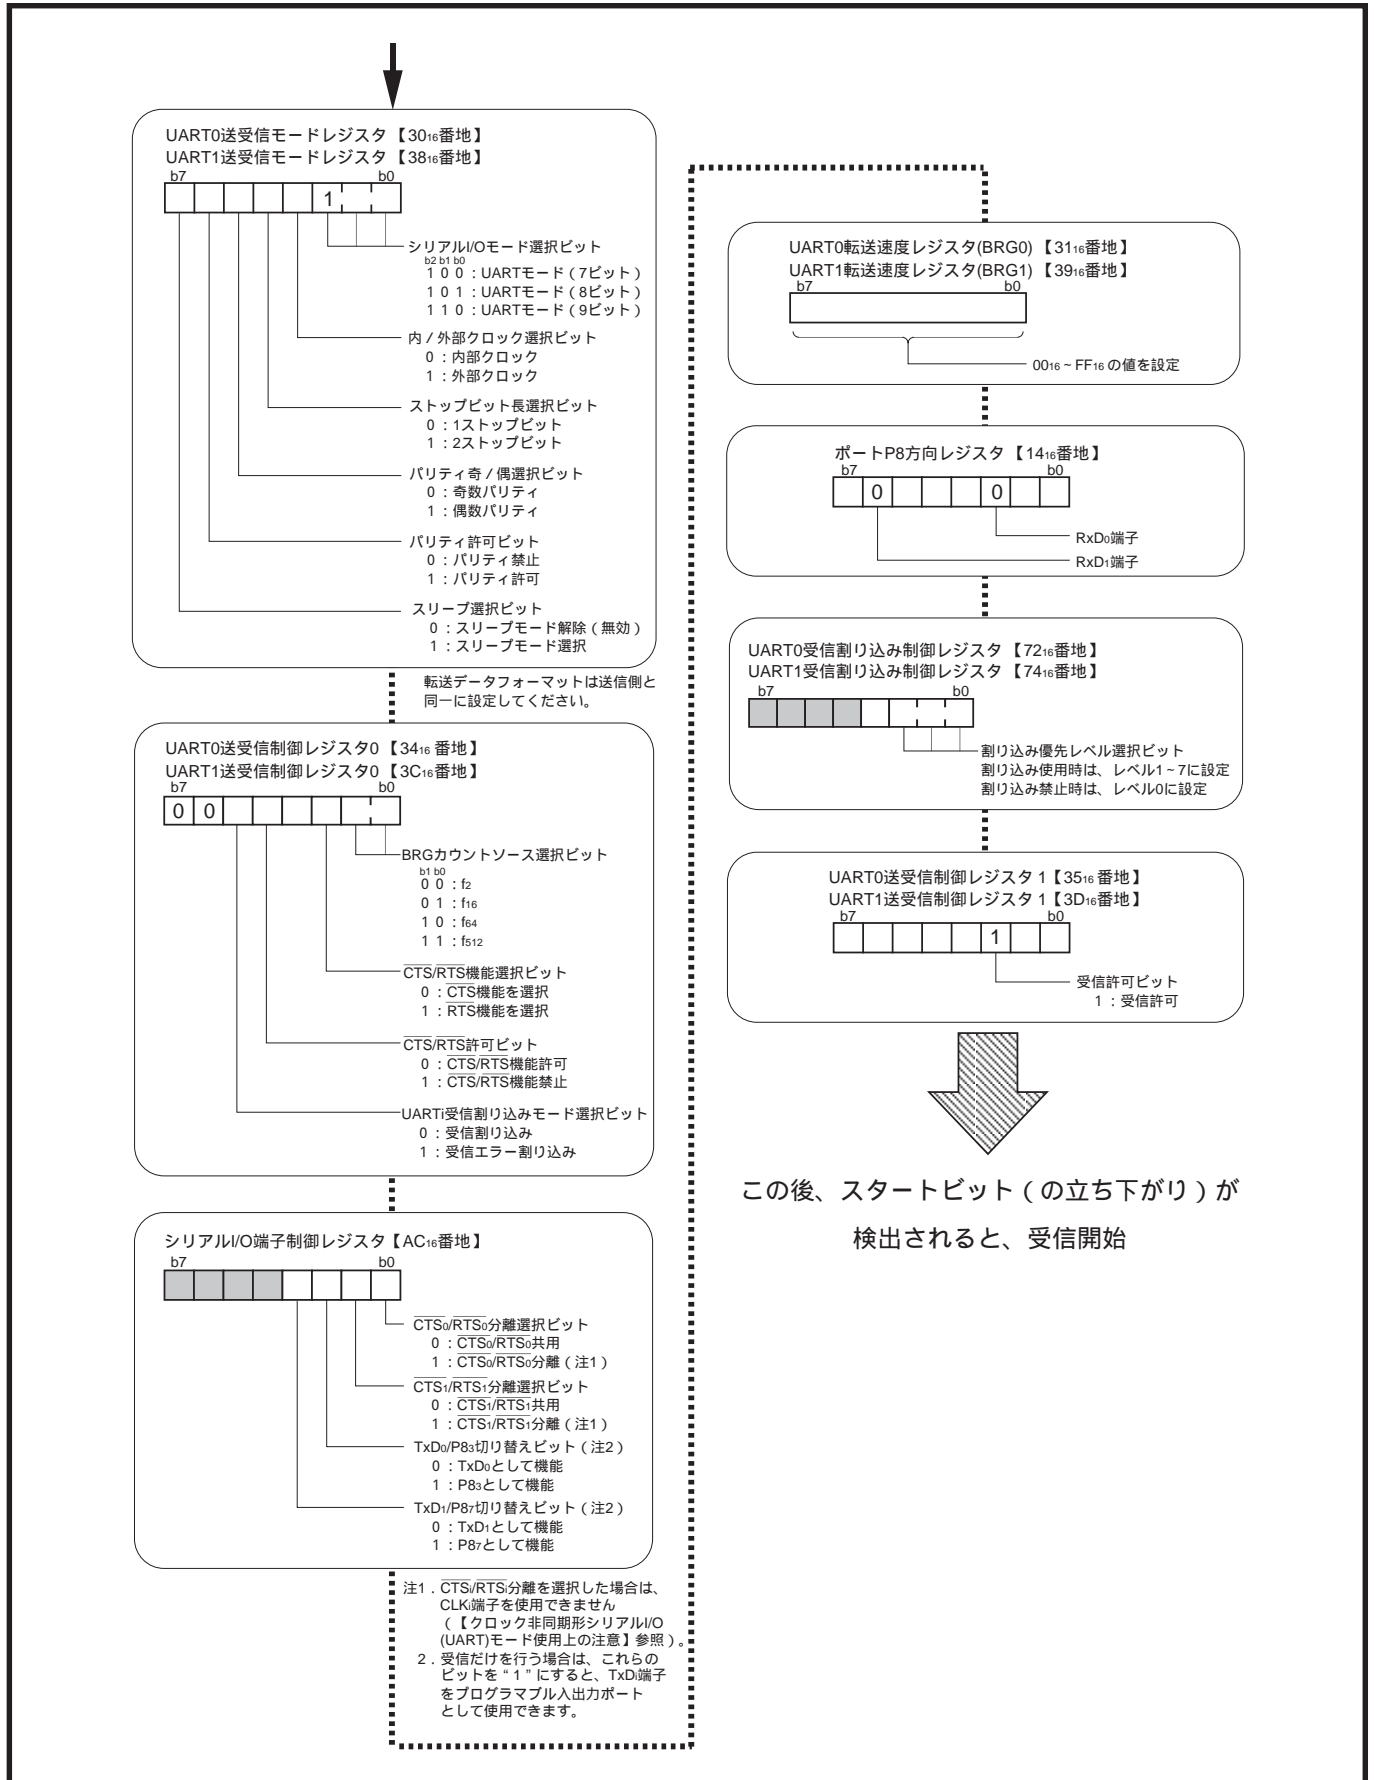 UART0送受信モードレジスタ【3016番地】
UART1送受信モードレジスタ【3816番地】
b7 b0
1
シリアルI/Oモード選択ビット
b2 b1 b0
1 0 0 : UARTモード(7ビット)
1 0 1 : UARTモード(8ビット)
1 1 0 : UARTモード(9ビット)
内/外部クロック選択ビット
0 : 内部クロック
1 : 外部クロック
ストップビット長選択ビット
0 : 1ストップビット
1 : 2ストップビット
パリティ奇/偶選択ビット
0 : 奇数パリティ
1 : 偶数パリティ
パリティ許可ビット
0 : パリティ禁止
1 : パリティ許可
スリープ選択ビット
0 : スリープモード解除(無効)
1 : スリープモード選択
転送データフォーマットは送信側と
同一に設定してください。
UART0送受信制御レジスタ0【3416 番地】
UART1送受信制御レジスタ0【3C16番地】
b7 b0
0 0
BRGカウントソース選択ビット
b1 b0
0 0 : f2
0 1 : f16
1 0 : f64
1 1 : f512
CTS/RTS機能選択ビット
0 : CTS機能を選択
1 : RTS機能を選択
CTS/RTS許可ビット
0 : CTS/RTS機能許可
1 : CTS/RTS機能禁止
UARTi受信割り込みモード選択ビット
0 : 受信割り込み
1 : 受信エラー割り込み
シリアルI/O端子制御レジスタ【AC16番地】
b7 b0
CTS0/RTS0分離選択ビット
0 : CTS0/RTS0共用
1 : CTS0/RTS0分離(注1)
CTS1/RTS1分離選択ビット
0 : CTS1/RTS1共用
1 : CTS1/RTS1分離(注1)
TxD0/P83切り替えビット(注2)
0 : TxD0として機能
1 : P83として機能
TxD1/P87切り替えビット(注2)
0 : TxD1として機能
1 : P87として機能
注1.CTSi/RTSi分離を選択した場合は、
CLKi端子を使用できません
(【クロック非同期形シリアルI/O
(UART)モード使用上の注意】参照)。
2.受信だけを行う場合は、これらの
ビットを“1”にすると、TxDi端子
をプログラマブル入出力ポート
として使用できます。
UART0転送速度レジスタ(BRG0)【3116番地】
UART1転送速度レジスタ(BRG1)【3916番地】
b7 b0
0016 ~ FF16 の値を設定
ポートP8方向レジスタ【1416番地】
b7 b0
0 0
RxD0端子
RxD1端子
UART0受信割り込み制御レジスタ【7216番地】
UART1受信割り込み制御レジスタ【7416番地】
b7 b0
割り込み優先レベル選択ビット
割り込み使用時は、レベル1~7に設定
割り込み禁止時は、レベル0に設定
UART0送受信制御レジスタ1【3516 番地】
UART1送受信制御レジスタ1【3D16番地】
b7 b0
1
受信許可ビット
1 : 受信許可
この後、スタートビット(の立ち下がり)が
検出されると、受信開始